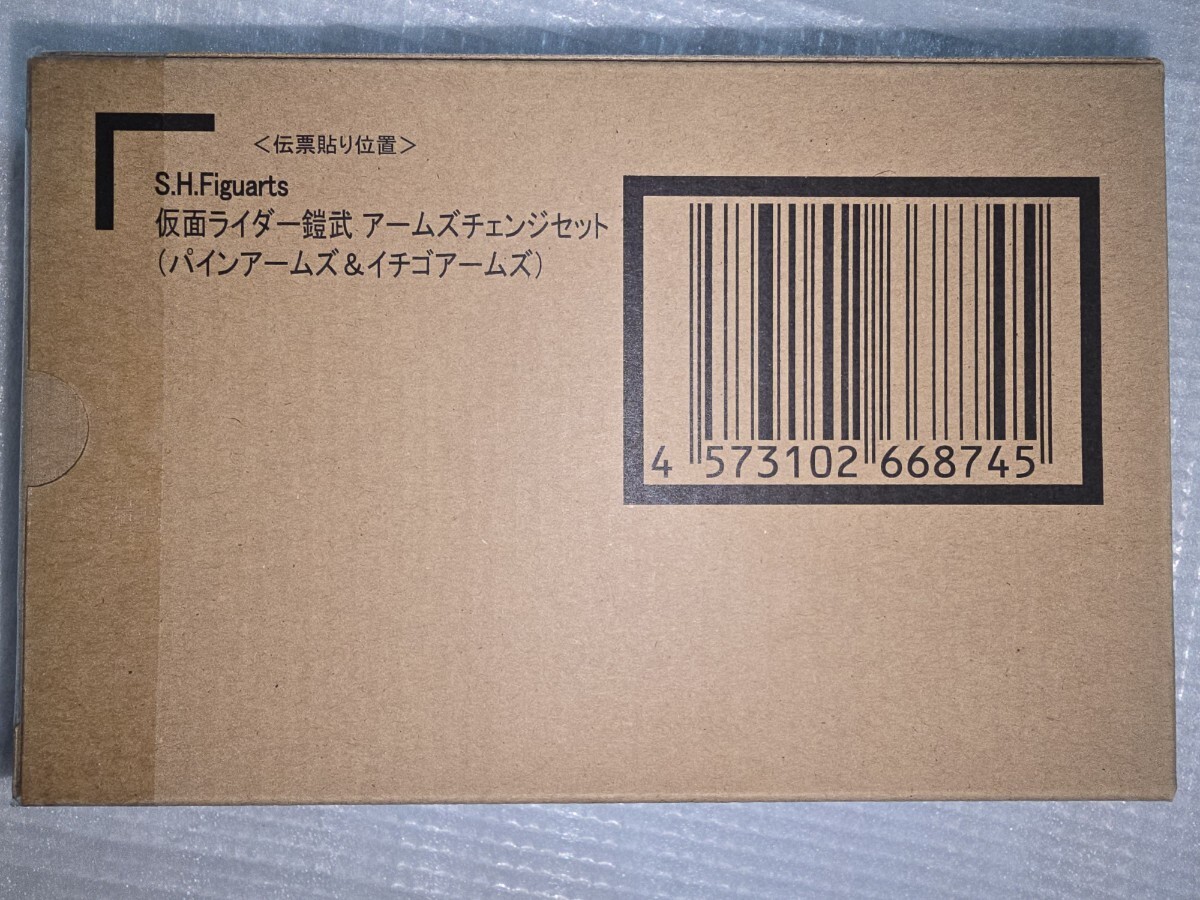 ＜伝票貼り位置＞
S.H.Figuarts
仮面ライダー鎧武 アームズチェンジセット
（パインアームズ＆イチゴアームズ）
4 573102 668745